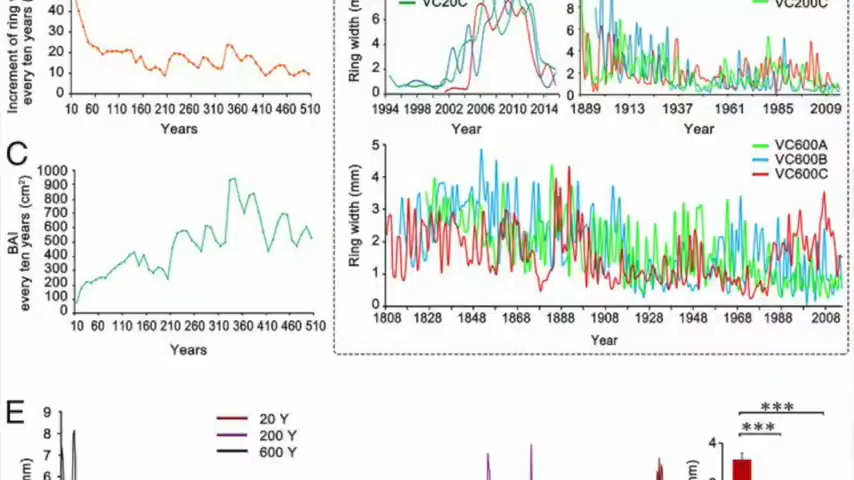 Increment of ring
every ten years
40
30
20
10
0
10 60 110 160 210 260 310 360 410 460 510
Years
VC20C
Ring width
6
4
2
0
1994 1998 2002 2006 2010 2014
Year
VC200C
8
6
4
2
0
1889 1913 1937 1961 1985 2009
Year
C
BAI
every ten years (cm²)
1000
900
800
700
600
500
400
300
200
100
0
10 60 110 160 210 260 310 360 410 460 510
Years
Ring width (mm)
5
4
3
2
1
0
VC600A
VC600B
VC600C
1808 1828 1848 1868 1888 1908 1928 1948 1968 1988 2008
Year
E
9
8
7
6
20 Y
200 Y
600 Y
***
***
4